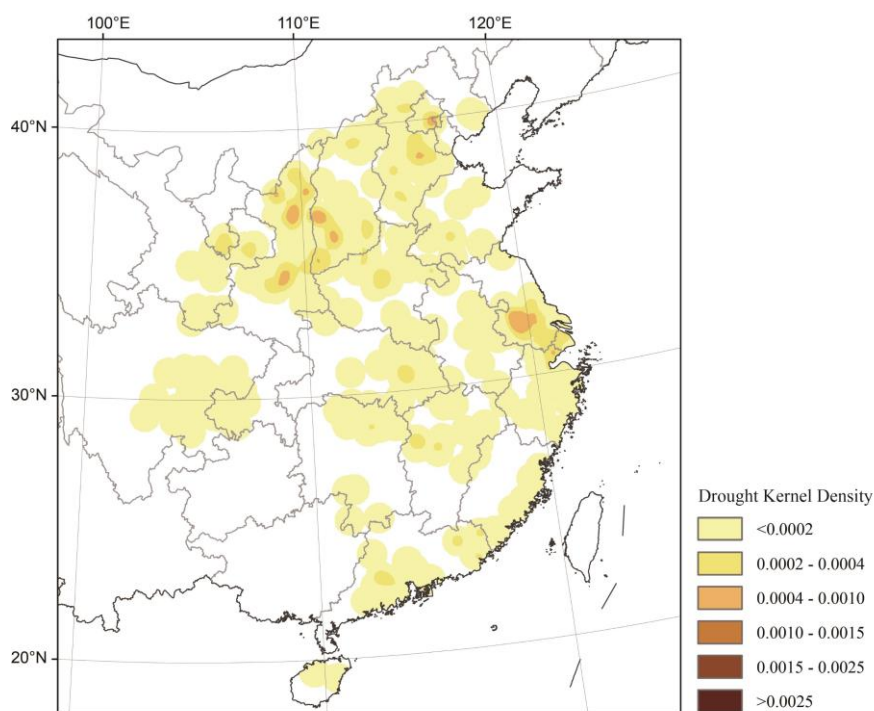 100°E 110°E 120°E
40°N
30°N
20°N
Drought Kernel Density
<0.0002
0.0002 - 0.0004
0.0004 - 0.0010
0.0010 - 0.0015
0.0015 - 0.0025
>0.0025